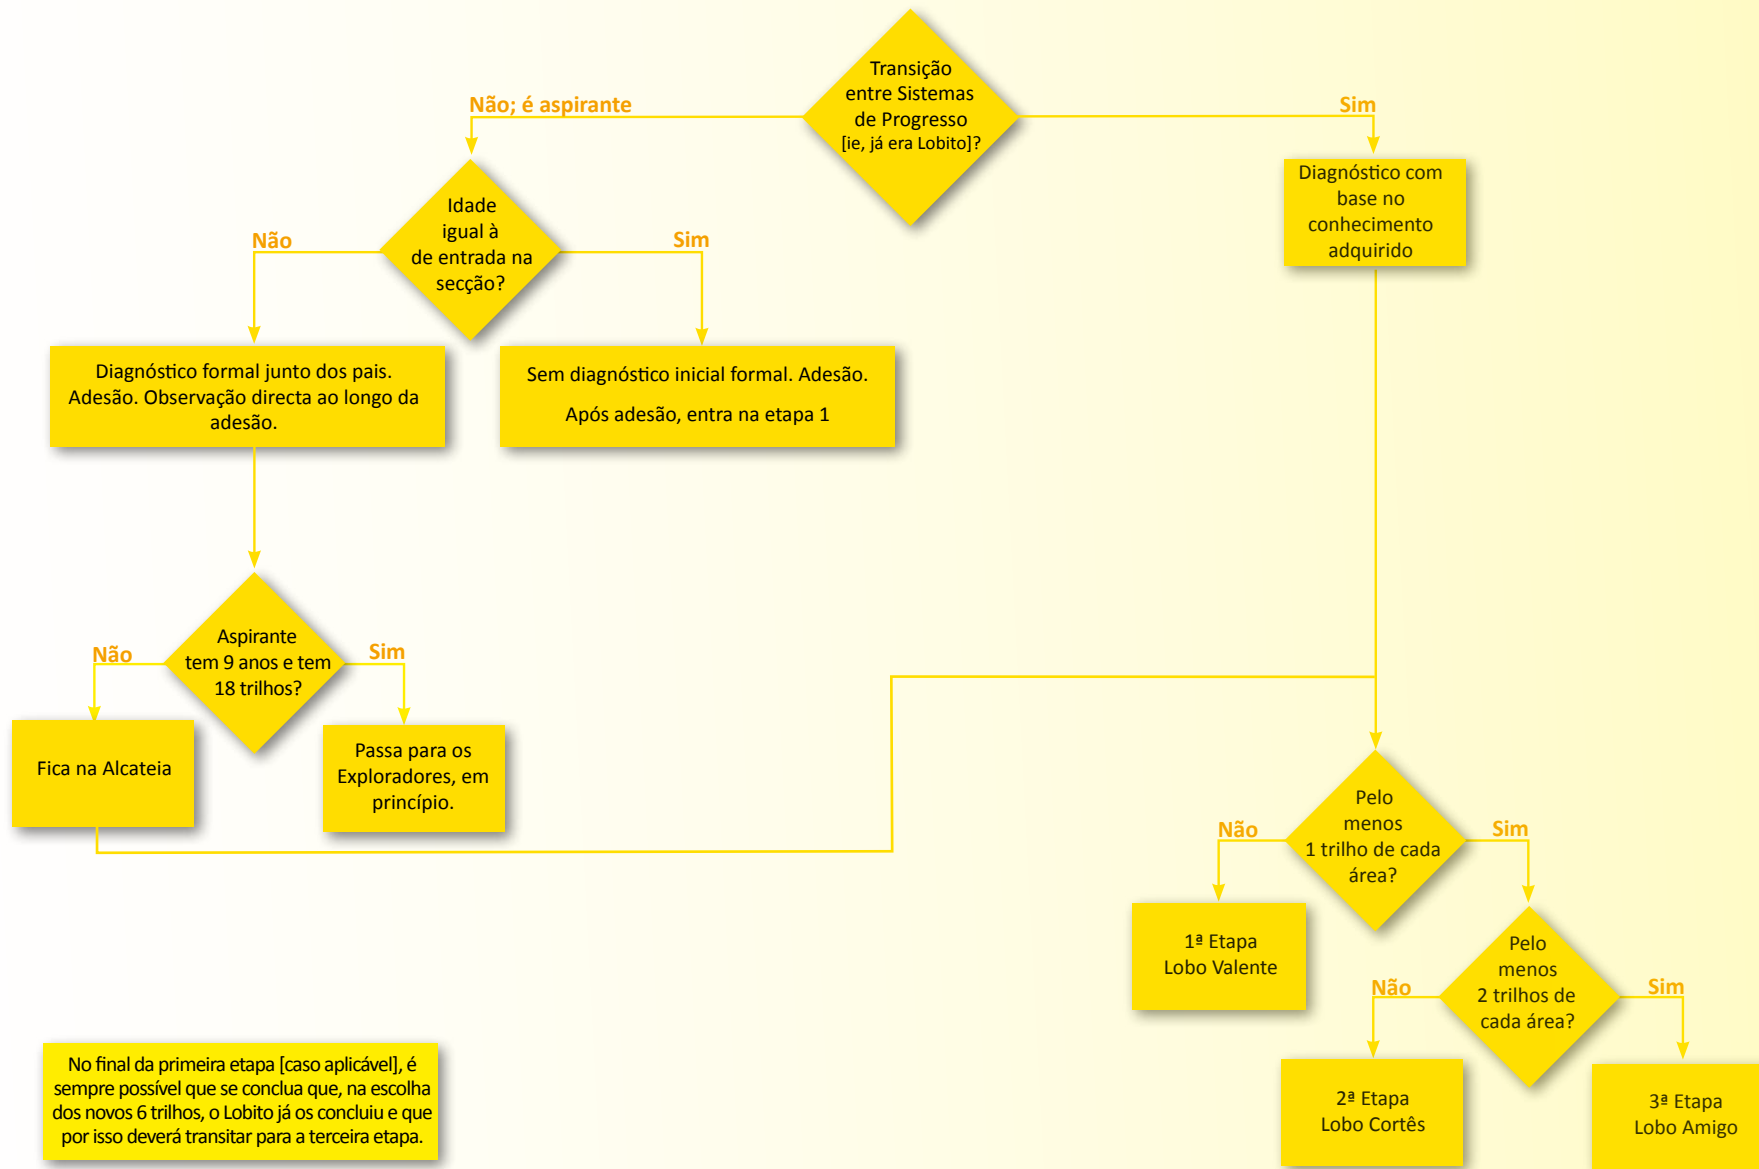 Transição
entre Sistemas
de Progresso
[ie, já era Lobito]?
Não; é aspirante
Sim
Idade
igual à
de entrada na
secção?
Diagnóstico com
base no
conhecimento
adquirido
Não
Sim
Diagnóstico formal junto dos pais.
Adesão. Observação directa ao longo da
adesão.
Sem diagnóstico inicial formal. Adesão.
Após adesão, entra na etapa 1
Aspirante
tem 9 anos e tem
18 trilhos?
Não
Sim
Fica na Alcateia
Passa para os
Exploradores, em
princípio.
Pelo
menos
1 trilho de cada
área?
Não
Sim
1ª Etapa
Lobo Valente
Pelo
menos
2 trilhos de
cada área?
Não
Sim
2ª Etapa
Lobo Cortês
3ª Etapa
Lobo Amigo
No final da primeira etapa [caso aplicável], é
sempre possível que se conclua que, na escolha
dos novos 6 trilhos, o Lobito já os concluiu e que
por isso deverá transitar para a terceira etapa.